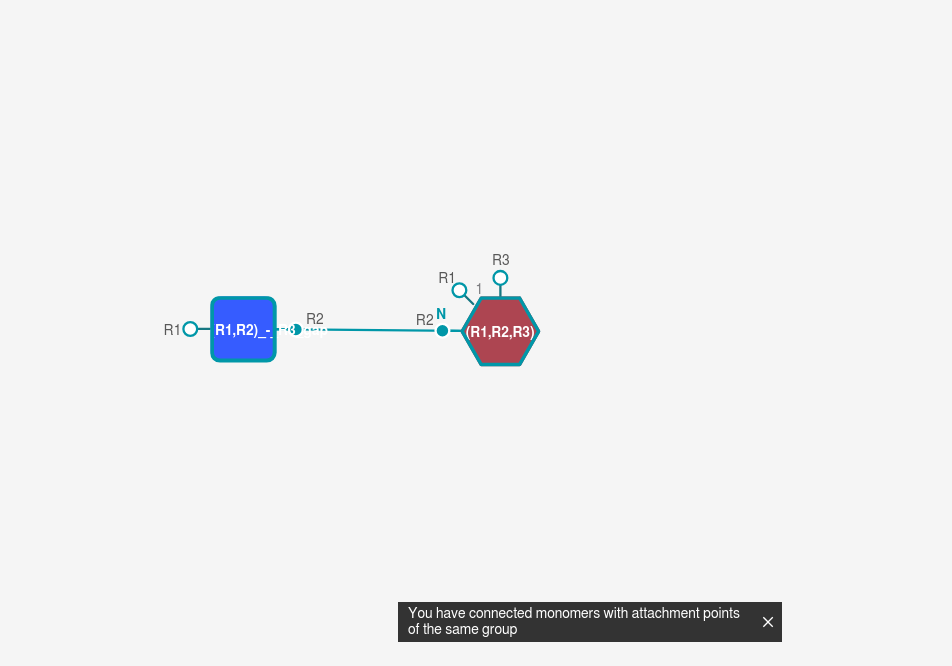 R3
R1
1
N
R2
R2
R1
R1,R2)_-_R3_gap
(R1,R2,R3)
You have connected monomers with attachment points
of the same group